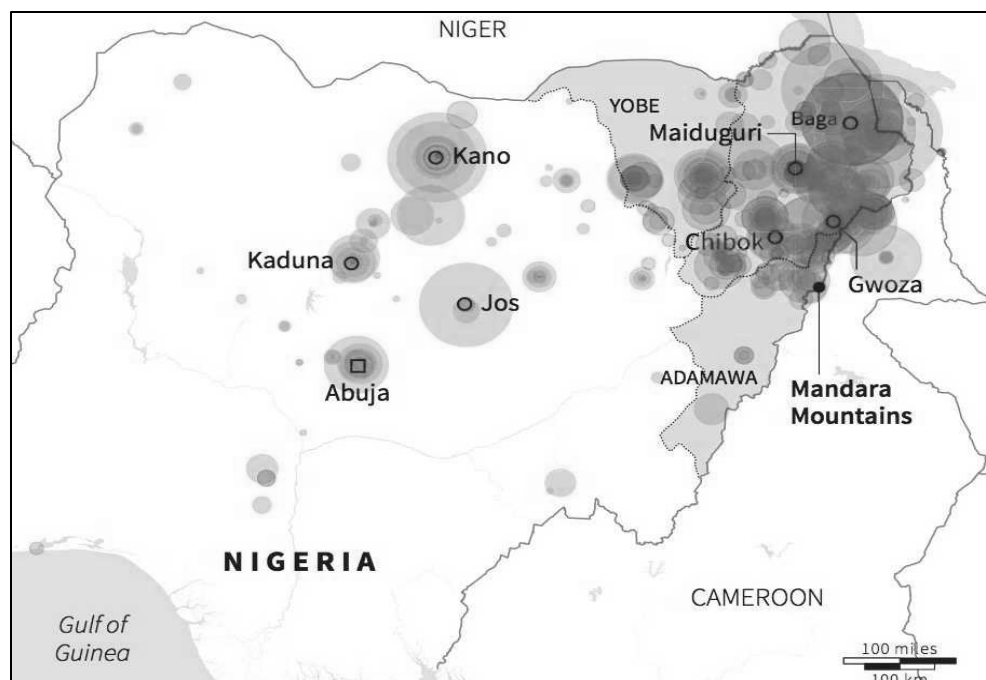 NIGER
YOBE
Baga
Maiduguri
Kano
Chibok
Kaduna
Gwoza
Jos
ADAMAWA
Abuja
Mandara
Mountains
NIGERIA
CAMEROON
Gulf of
Guinea
100 miles
100 km